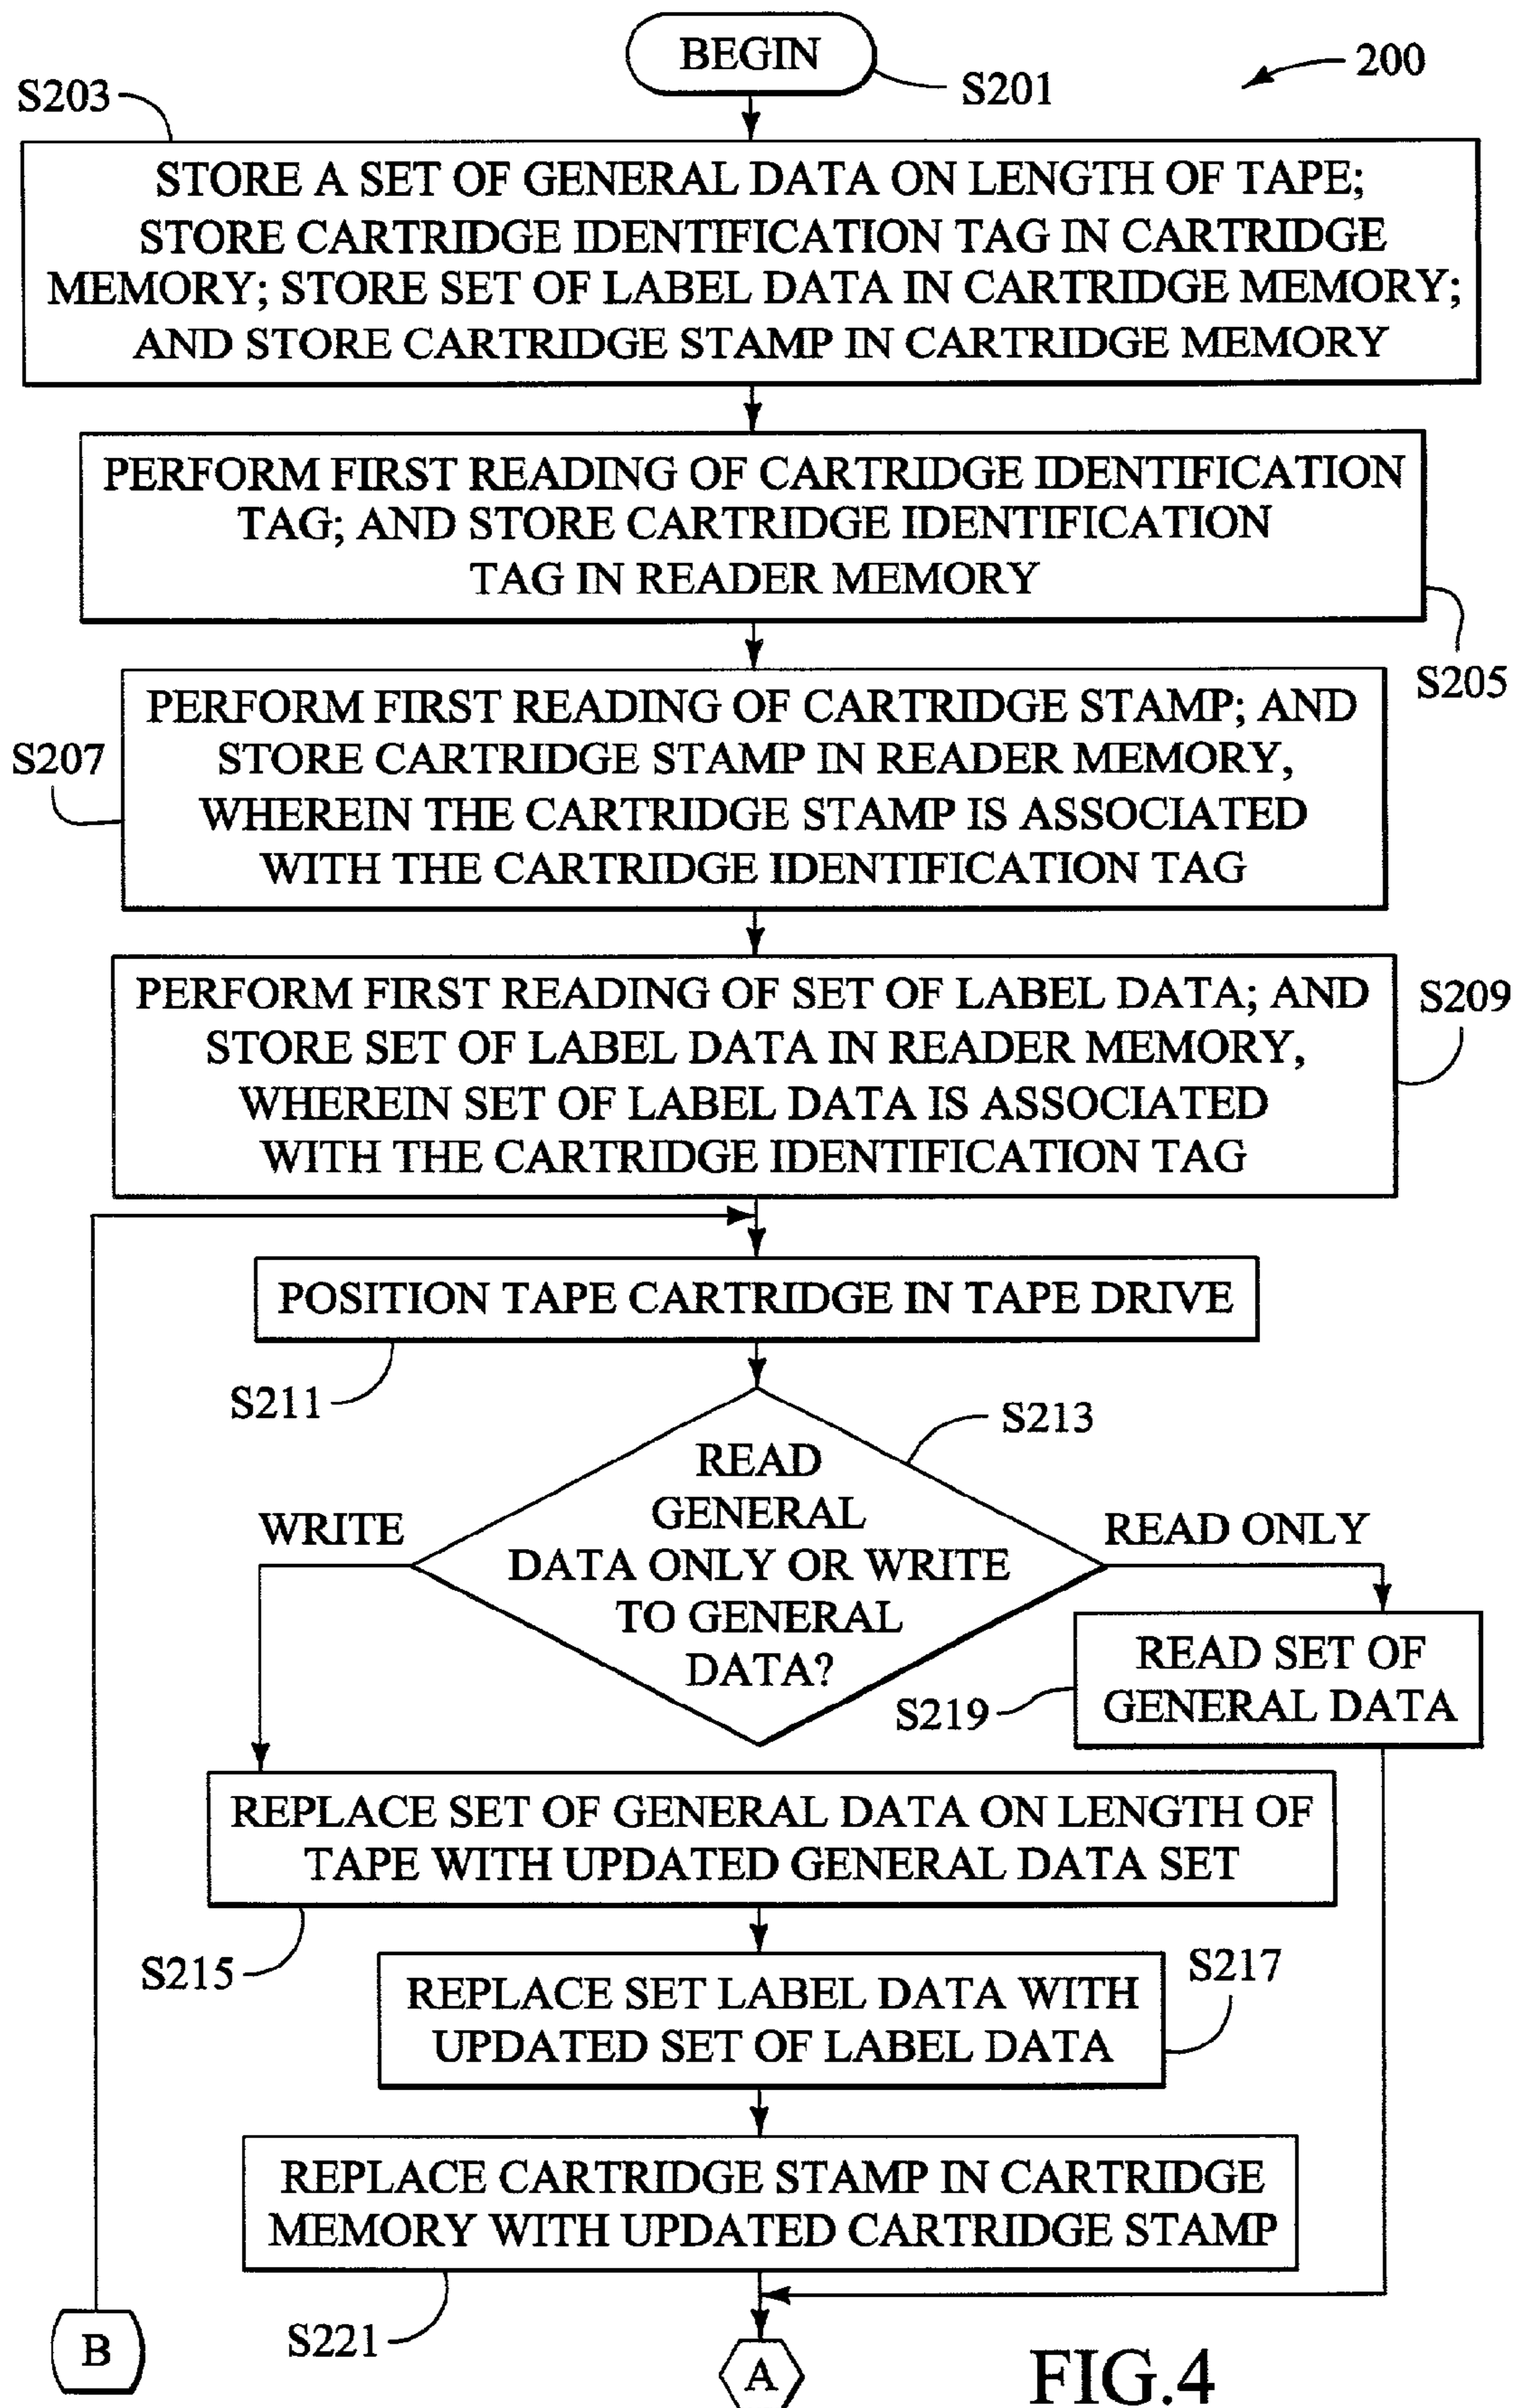 BEGIN
S201
200
S203
STORE A SET OF GENERAL DATA ON LENGTH OF TAPE;
STORE CARTRIDGE IDENTIFICATION TAG IN CARTRIDGE
MEMORY; STORE SET OF LABEL DATA IN CARTRIDGE MEMORY;
AND STORE CARTRIDGE STAMP IN CARTRIDGE MEMORY
PERFORM FIRST READING OF CARTRIDGE IDENTIFICATION
TAG; AND STORE CARTRIDGE IDENTIFICATION
TAG IN READER MEMORY
S205
S207
PERFORM FIRST READING OF CARTRIDGE STAMP; AND
STORE CARTRIDGE STAMP IN READER MEMORY,
WHEREIN THE CARTRIDGE STAMP IS ASSOCIATED
WITH THE CARTRIDGE IDENTIFICATION TAG
PERFORM FIRST READING OF SET OF LABEL DATA; AND
STORE SET OF LABEL DATA IN READER MEMORY,
WHEREIN SET OF LABEL DATA IS ASSOCIATED
WITH THE CARTRIDGE IDENTIFICATION TAG
S209
POSITION TAPE CARTRIDGE IN TAPE DRIVE
S211
S213
READ
GENERAL
DATA ONLY OR WRITE
TO GENERAL
DATA?
WRITE
READ ONLY
READ SET OF
GENERAL DATA
S219
REPLACE SET OF GENERAL DATA ON LENGTH OF
TAPE WITH UPDATED GENERAL DATA SET
S215
REPLACE SET LABEL DATA WITH
UPDATED SET OF LABEL DATA
S217
REPLACE CARTRIDGE STAMP IN CARTRIDGE
MEMORY WITH UPDATED CARTRIDGE STAMP
S221
B
A
FIG.4